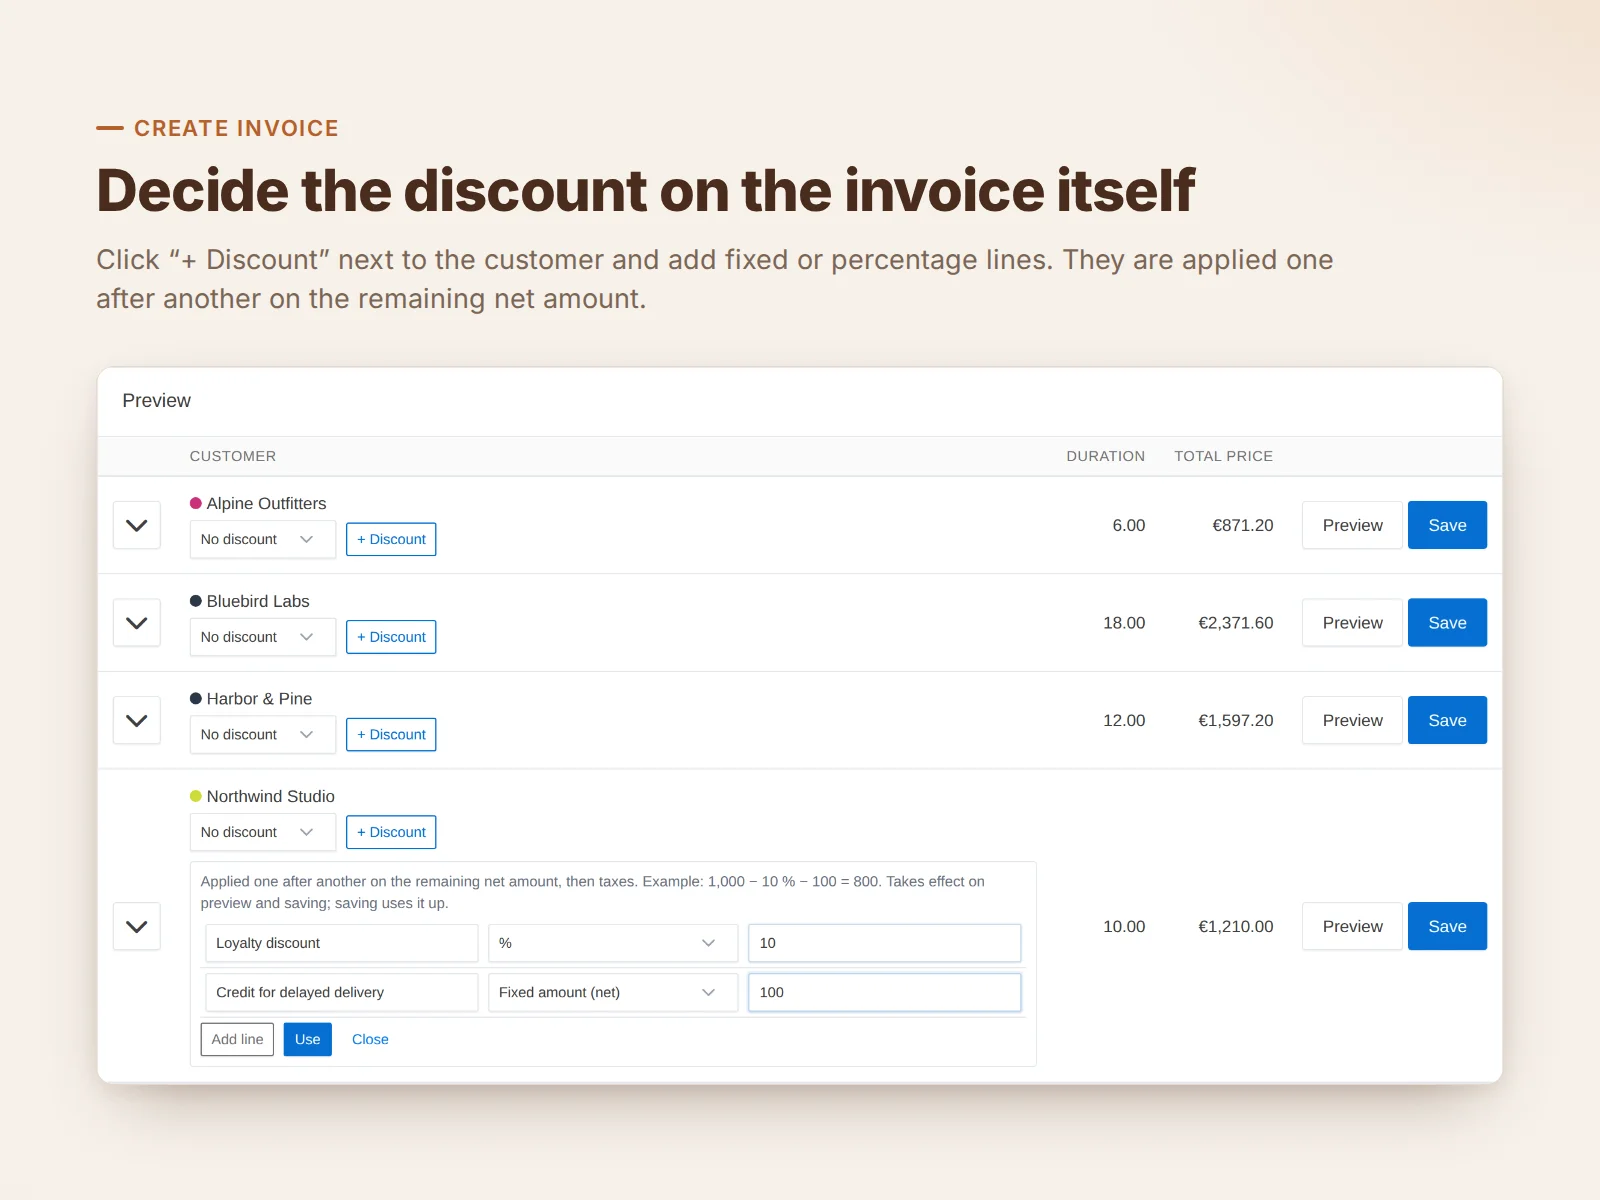 CREATE INVOICE
Decide the discount on the invoice itself
Click “+ Discount” next to the customer and add fixed or percentage lines. They are applied one
after another on the remaining net amount.
Preview
CUSTOMER DURATION TOTAL PRICE
Alpine Outfitters
No discount + Discount 6.00 €871.20 Preview Save
Bluebird Labs
No discount + Discount 18.00 €2,371.60 Preview Save
Harbor & Pine
No discount + Discount 12.00 €1,597.20 Preview Save
Northwind Studio
No discount + Discount
Applied one after another on the remaining net amount, then taxes. Example: 1,000 − 10 % − 100 = 800. Takes effect on
preview and saving; saving uses it up.
10.00 €1,210.00 Preview Save
Loyalty discount % 10
Credit for delayed delivery Fixed amount (net) 100
Add line Use Close